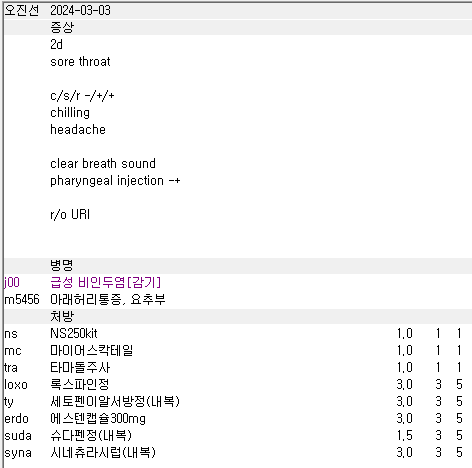 오진선 2024-03-03
증상
2d
sore throat
c/s/r -/+/+
chilling
headache
clear breath sound
pharyngeal injection -+
r/o URI
병명
j00 급성 비인두염[감기]
m5456 아래허리통증, 요추부
처방
ns NS250kit 1.0 1 1
mc 마이어스칵테일 1.0 1 1
tra 타마돌주사 1.0 1 1
loxo 록스파인정 3.0 3 5
ty 세토펜이알서방정(내복) 3.0 3 5
erdo 에스텐캡슐300mg 3.0 3 5
suda 슈다펜정(내복) 1.5 3 5
syna 시네츄라시럽(내복) 3.0 3 5